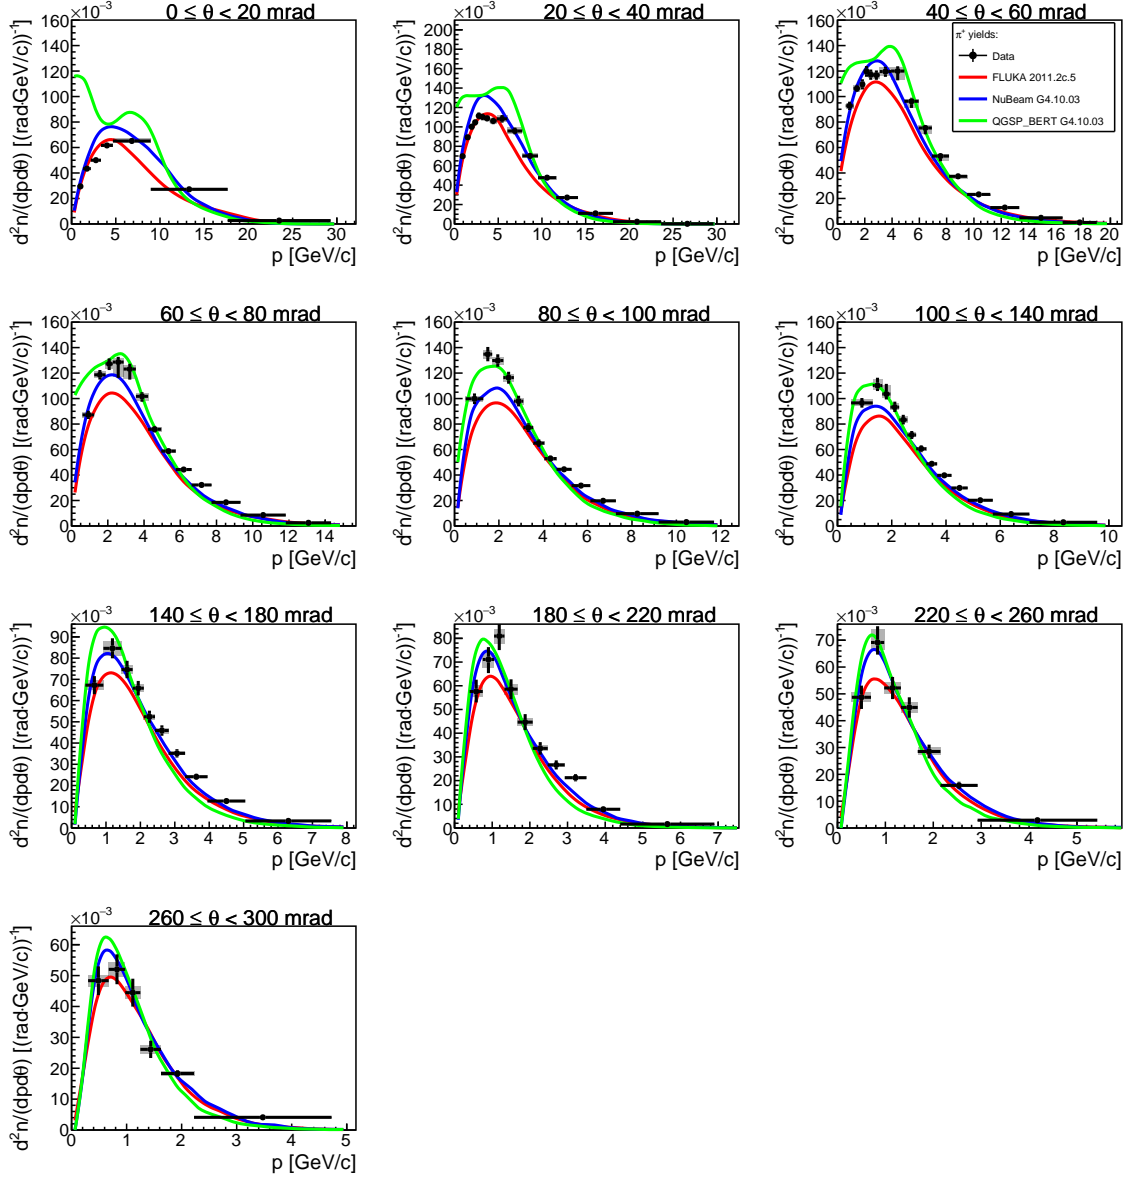 ×10⁻³ 0 ≤ θ < 20 mrad
d²n/(dpdθ) [(rad·GeV/c))⁻¹]
160
140
120
100
80
60
40
20
0
0 5 10 15 20 25 30
p [GeV/c]
×10⁻³ 20 ≤ θ < 40 mrad
d²n/(dpdθ) [(rad·GeV/c))⁻¹]
200
180
160
140
120
100
80
60
40
20
0
0 5 10 15 20 25 30
p [GeV/c]
×10⁻³ 40 ≤ θ < 60 mrad
d²n/(dpdθ) [(rad·GeV/c))⁻¹]
160
140
120
100
80
60
40
20
0
0 2 4 6 8 10 12 14 16 18 20
p [GeV/c]
π⁺ yields:
Data
FLUKA 2011.2c.5
NuBeam G4.10.03
QGSP_BERT G4.10.03
×10⁻³ 60 ≤ θ < 80 mrad
d²n/(dpdθ) [(rad·GeV/c))⁻¹]
160
140
120
100
80
60
40
20
0
0 2 4 6 8 10 12 14
p [GeV/c]
×10⁻³ 80 ≤ θ < 100 mrad
d²n/(dpdθ) [(rad·GeV/c))⁻¹]
160
140
120
100
80
60
40
20
0
0 2 4 6 8 10 12
p [GeV/c]
×10⁻³ 100 ≤ θ < 140 mrad
d²n/(dpdθ) [(rad·GeV/c))⁻¹]
160
140
120
100
80
60
40
20
0
0 2 4 6 8 10
p [GeV/c]
×10⁻³ 140 ≤ θ < 180 mrad
d²n/(dpdθ) [(rad·GeV/c))⁻¹]
90
80
70
60
50
40
30
20
10
0
0 1 2 3 4 5 6 7 8
p [GeV/c]
×10⁻³ 180 ≤ θ < 220 mrad
d²n/(dpdθ) [(rad·GeV/c))⁻¹]
80
70
60
50
40
30
20
10
0
0 1 2 3 4 5 6 7
p [GeV/c]
×10⁻³ 220 ≤ θ < 260 mrad
d²n/(dpdθ) [(rad·GeV/c))⁻¹]
70
60
50
40
30
20
10
0
0 1 2 3 4 5
p [GeV/c]
×10⁻³ 260 ≤ θ < 300 mrad
d²n/(dpdθ) [(rad·GeV/c))⁻¹]
60
50
40
30
20
10
0
0 1 2 3 4 5
p [GeV/c]